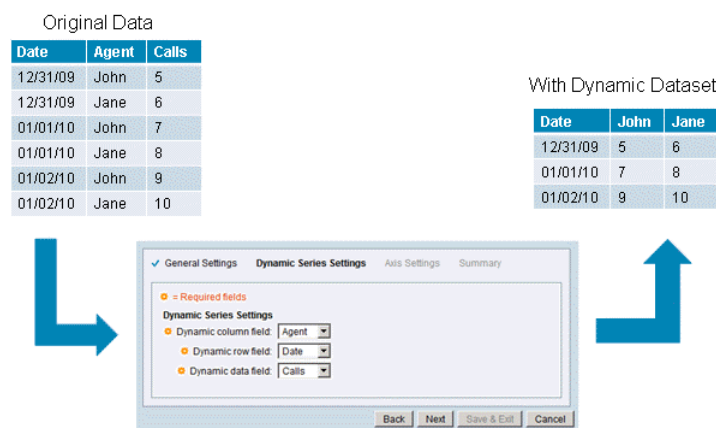 Original Data
Date Agent Calls
12/31/09 John 5
12/31/09 Jane 6
01/01/10 John 7
01/01/10 Jane 8
01/02/10 John 9
01/02/10 Jane 10
With Dynamic Dataset
Date John Jane
12/31/09 5 6
01/01/10 7 8
01/02/10 9 10
General Settings Dynamic Series Settings Axis Settings Summary
= Required fields
Dynamic Series Settings
Dynamic column field: Agent
Dynamic row field: Date
Dynamic data field: Calls
Back Next Save & Exit Cancel